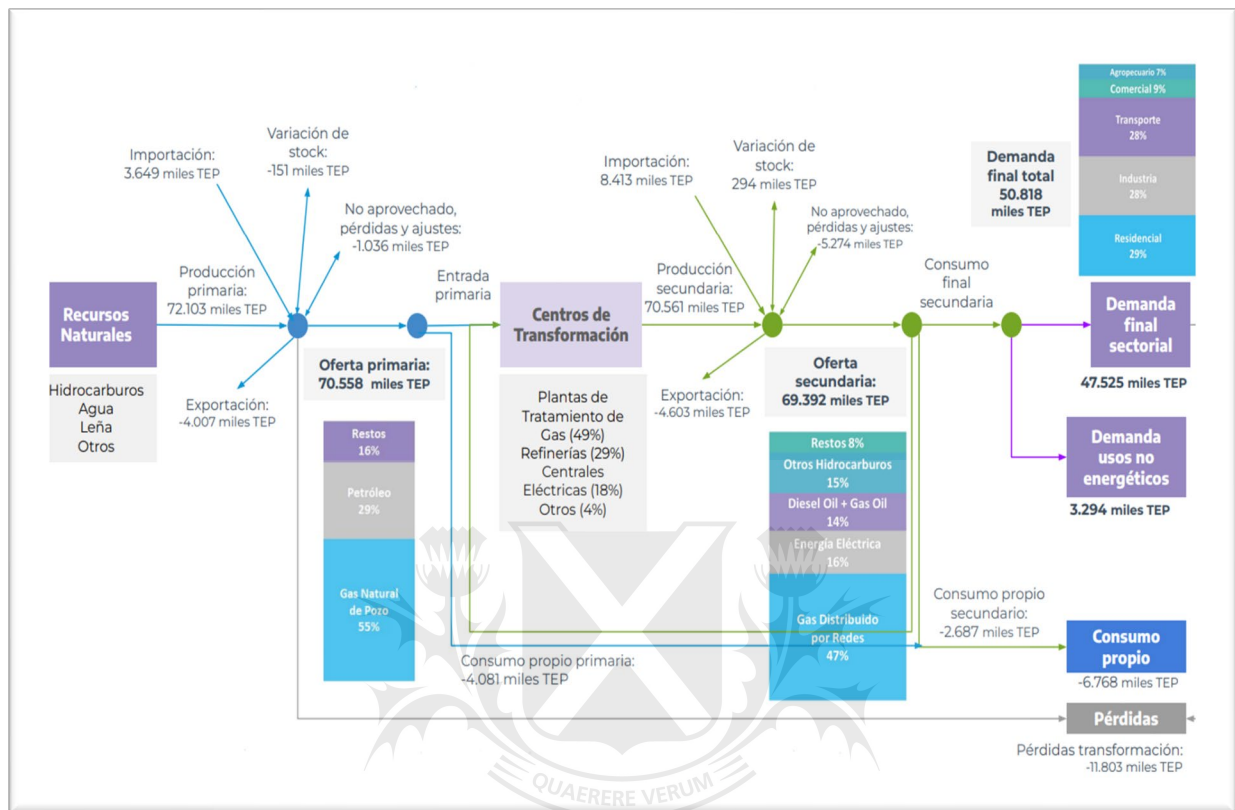 Recursos
Naturales
Hidrocarburos
Agua
Leña
Otros
Producción
primaria:
72.103 miles TEP
Importación:
3.649 miles TEP
Variación de
stock:
-151 miles TEP
No aprovechado,
pérdidas y ajustes:
-1.036 miles TEP
Exportación:
-4.007 miles TEP
Oferta primaria:
70.558 miles TEP
Restos
16%
Petróleo
29%
Gas Natural
de Pozo
55%
Entrada
primaria
Centros de
Transformación
Plantas de
Tratamiento de
Gas (49%)
Refinerías (29%)
Centrales
Eléctricas (18%)
Otros (4%)
Consumo propio primaria:
-4.081 miles TEP
Producción
secundaria:
70.561 miles TEP
Importación:
8.413 miles TEP
Variación de
stock:
294 miles TEP
No aprovechado,
pérdidas y ajustes:
-5.274 miles TEP
Exportación:
-4.603 miles TEP
Oferta
secundaria:
69.392 miles TEP
Restos 8%
Otros Hidrocarburos
15%
Diesel Oil + Gas Oil
14%
Energía Eléctrica
16%
Gas Distribuido
por Redes
47%
Consumo final
secundaria
Demanda
final total
50.818
miles TEP
Agropecuario 7%
Comercial 9%
Transporte
28%
Industria
28%
Residencial
29%
Demanda
final
sectorial
47.525 miles TEP
Demanda
usos no
energéticos
3.294 miles TEP
Consumo propio
secundario:
-2.687 miles TEP
Consumo
propio
-6.768 miles TEP
Pérdidas
Pérdidas transformación:
-11.803 miles TEP
QUAERERE VERUM